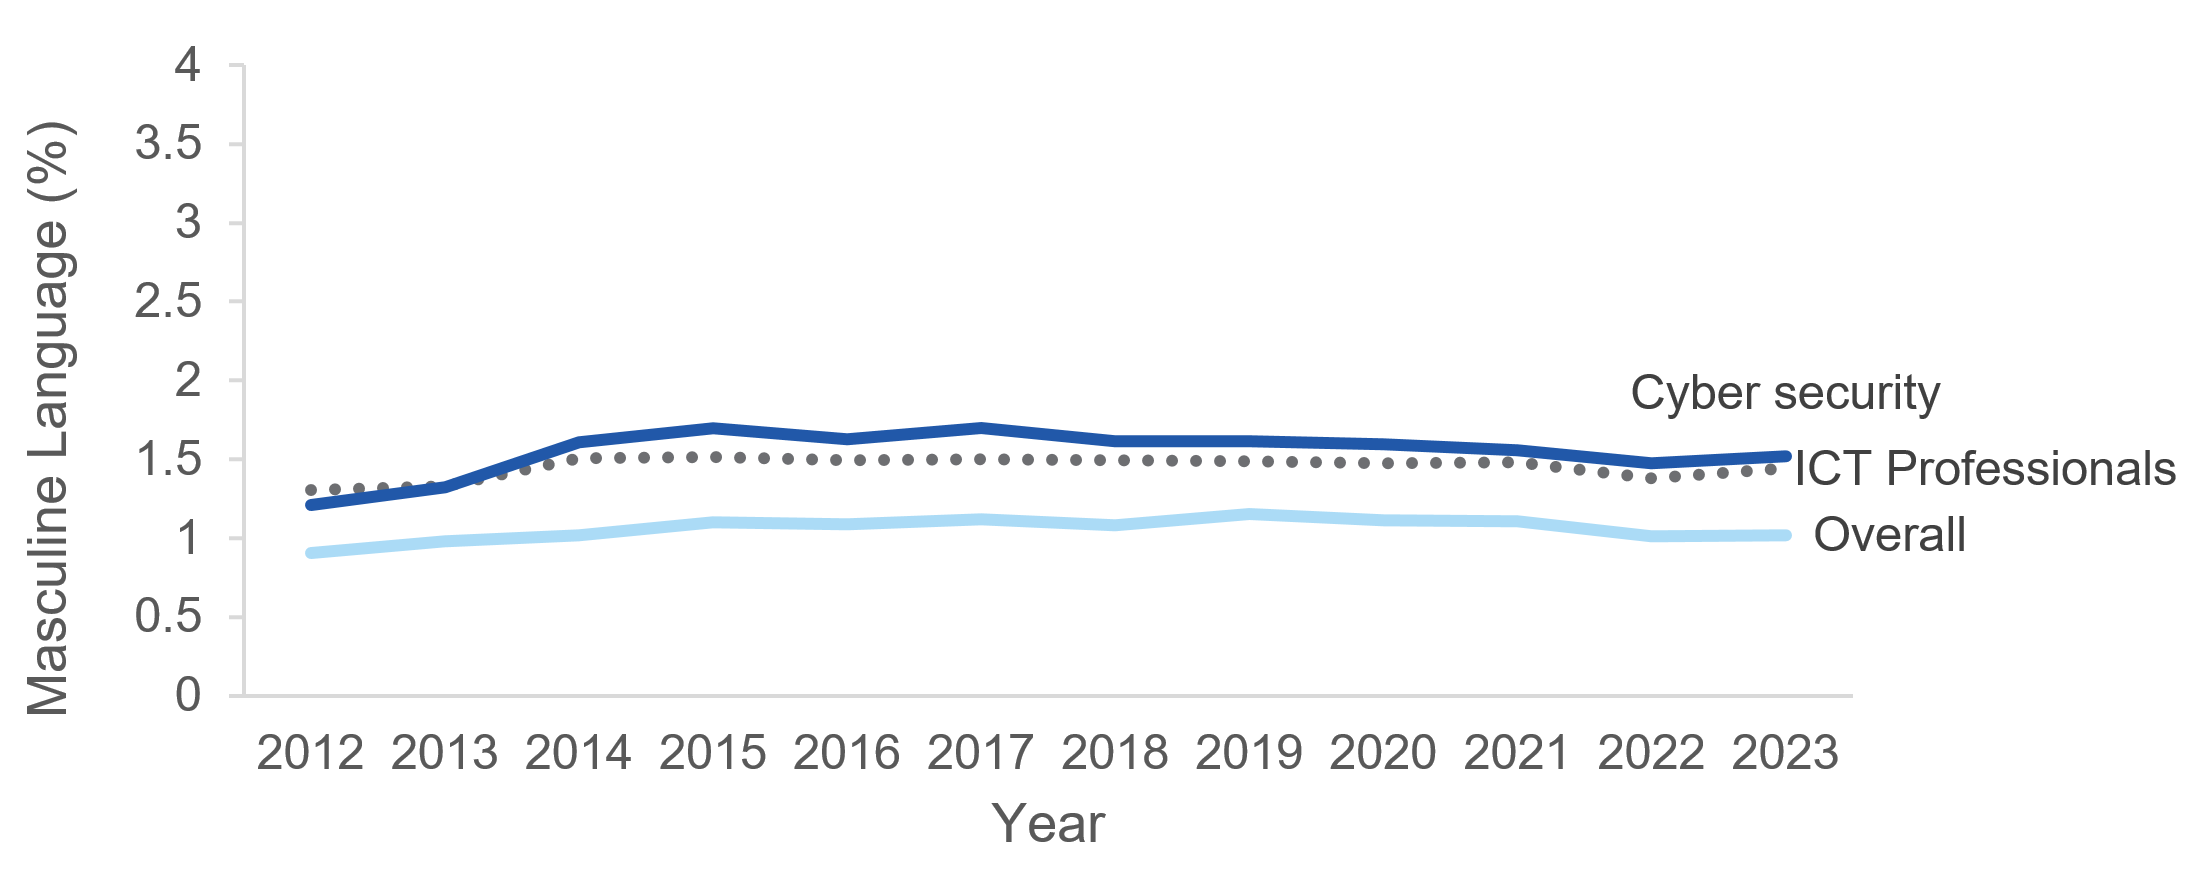 Masculine Language (%)
4
3.5
3
2.5
2
1.5
1
0.5
0
Cyber security
ICT Professionals
Overall
2012 2013 2014 2015 2016 2017 2018 2019 2020 2021 2022 2023
Year